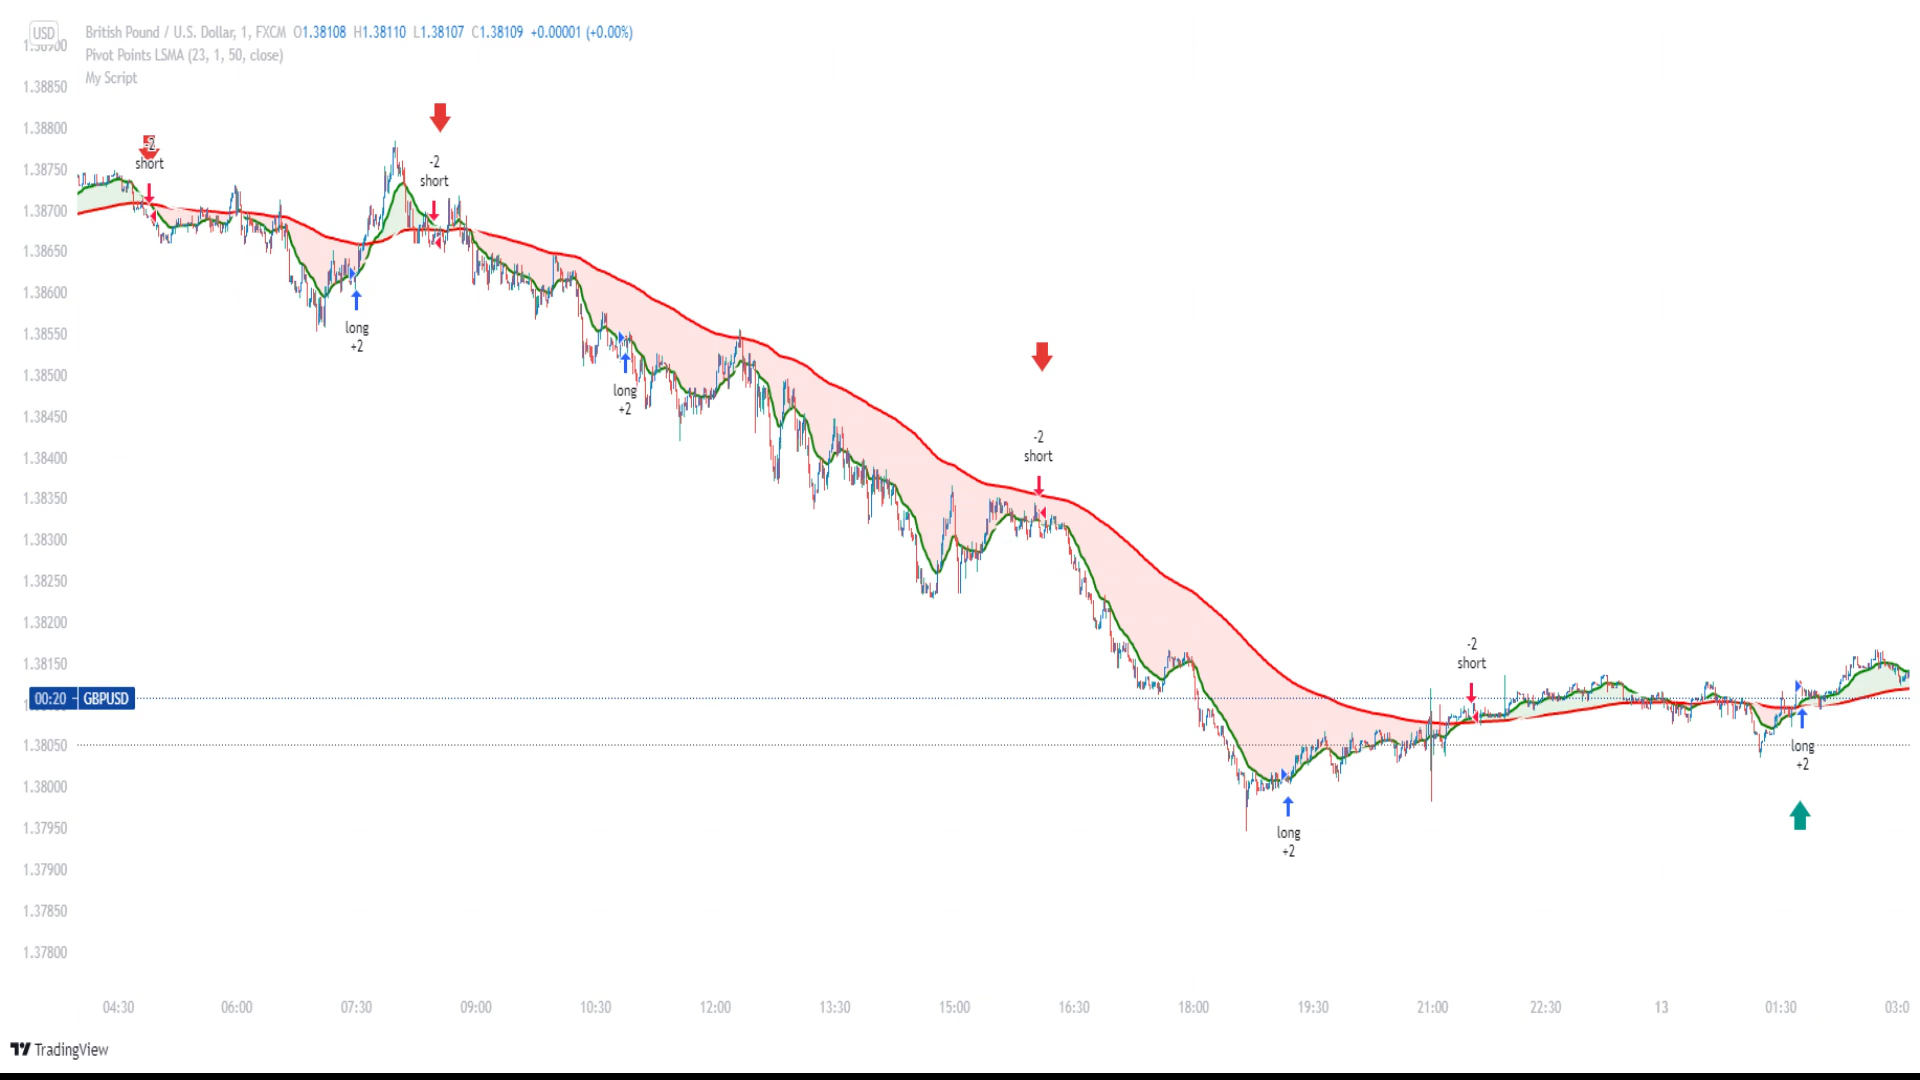 USD
British Pound / U.S. Dollar, 1, FXCM O1.38108 H1.38110 L1.38107 C1.38109 +0.00001 (+0.00%)
Pivot Points LSMA (23, 1, 50, close)
My Script
1.38850
1.38800
1.38750
1.38700
1.38650
1.38600
1.38550
1.38500
1.38450
1.38400
1.38350
1.38300
1.38250
1.38200
1.38150
00:20 GBPUSD
1.38050
1.38000
1.37950
1.37900
1.37850
1.37800
-2
short
long
+2
-2
short
long
+2
-2
short
long
+2
-2
short
long
+2
04:30 06:00 07:30 09:00 10:30 12:00 13:30 15:00 16:30 18:00 19:30 21:00 22:30 13 01:30 03:0
TradingView